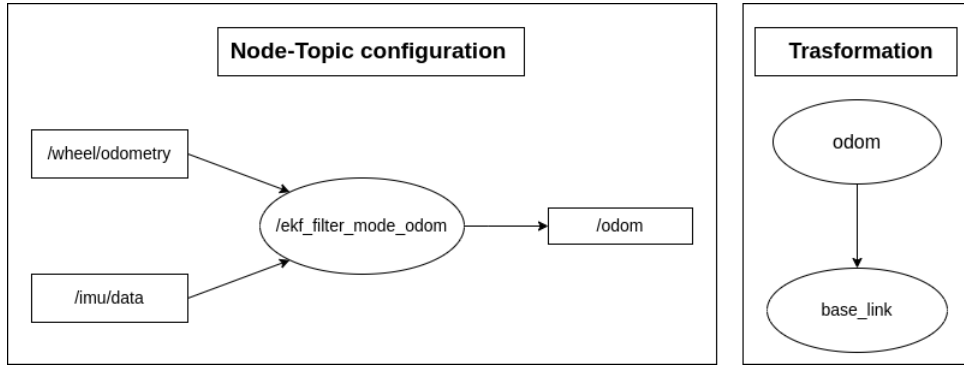 Node-Topic configuration
/wheel/odometry
/imu/data
/ekf_filter_mode_odom
/odom
Trasformation
odom
base_link